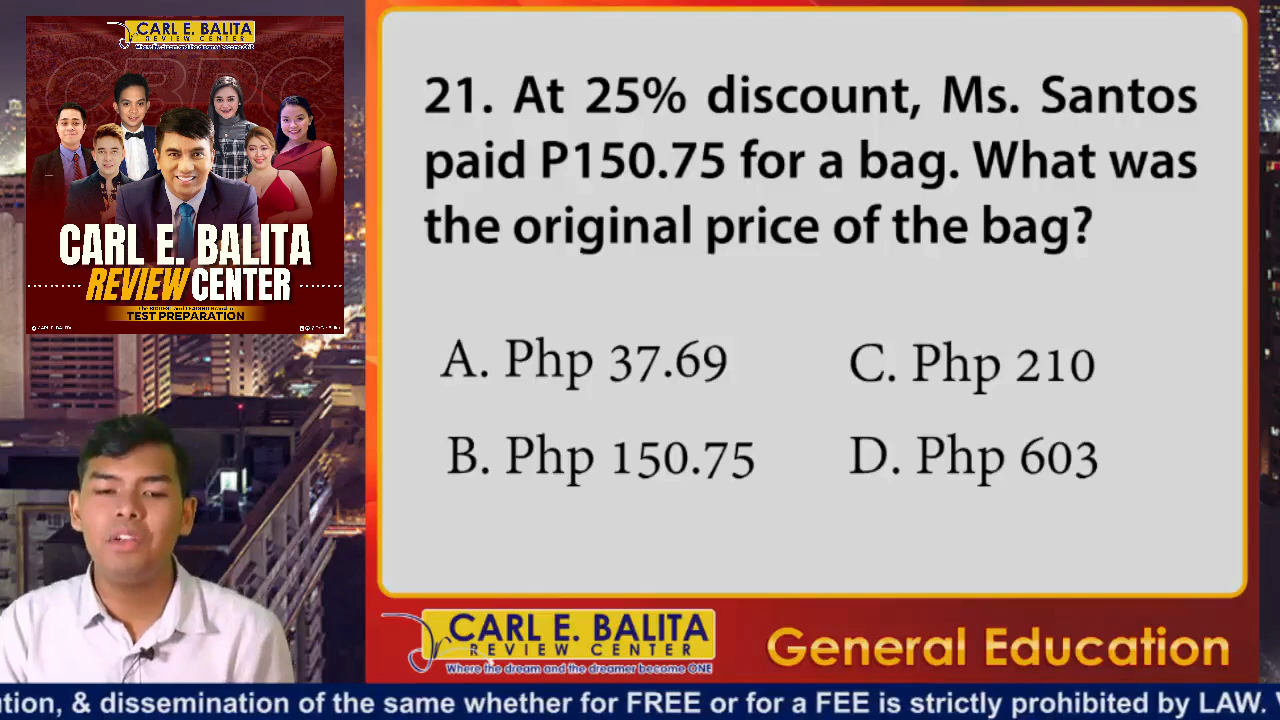 CARL E. BALITA
REVIEW CENTER
CARL E. BALITA
REVIEW CENTER
TEST PREPARATION
21. At 25% discount, Ms. Santos
paid P150.75 for a bag. What was
the original price of the bag?
A. Php 37.69
C. Php 210
B. Php 150.75
D. Php 603
Dr. CARL E. BALITA
REVIEW CENTER
Where the dream and the dreamer become ONE
General Education
tion, & dissemination of the same whether for FREE or for a FEE is strictly prohibited by LAW.